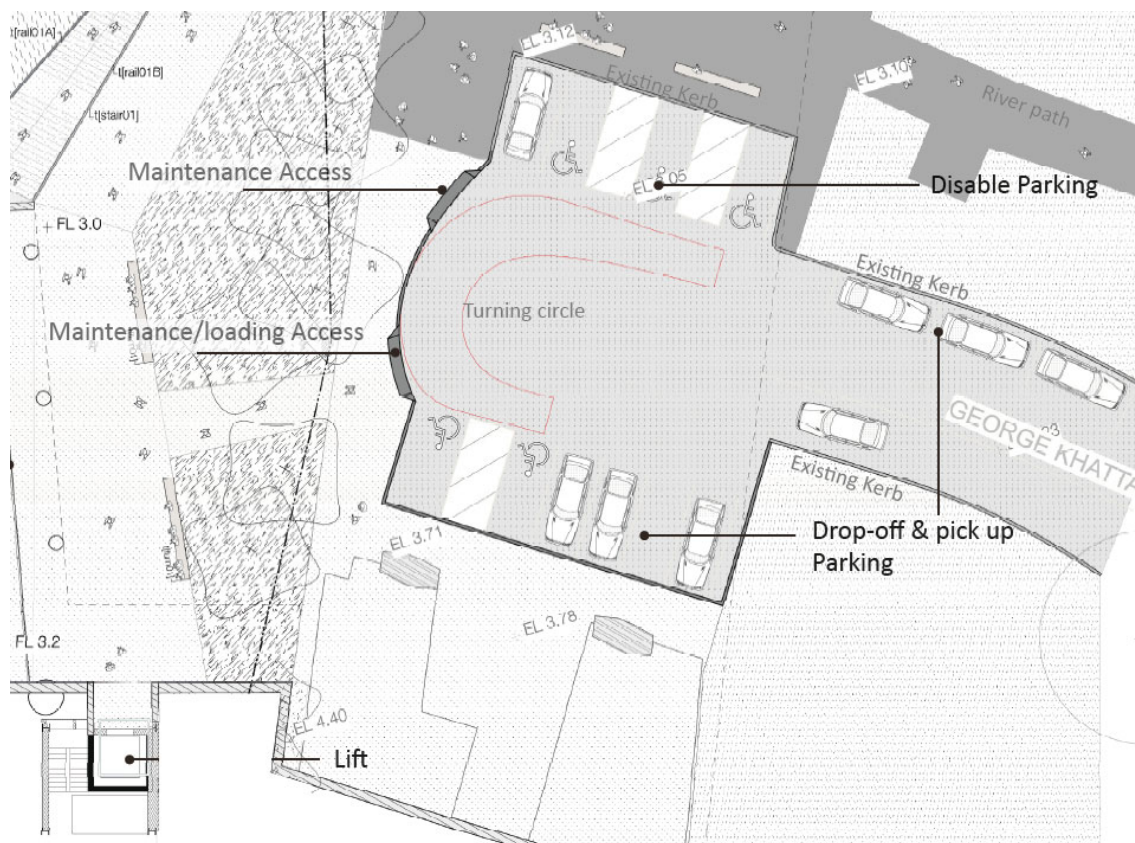 t[rail01A]
EL 3.12
t[rail01B]
Existing Kerb
EL 3.10
t[stair01]
River path
Maintenance Access
Disable Parking
FL 3.0
Existing Kerb
Turning circle
Maintenance/loading Access
GEORGE KHATTA
Existing Kerb
EL 3.71
Drop-off & pick up
Parking
EL 3.78
FL 3.2
EL 4.40
Lift